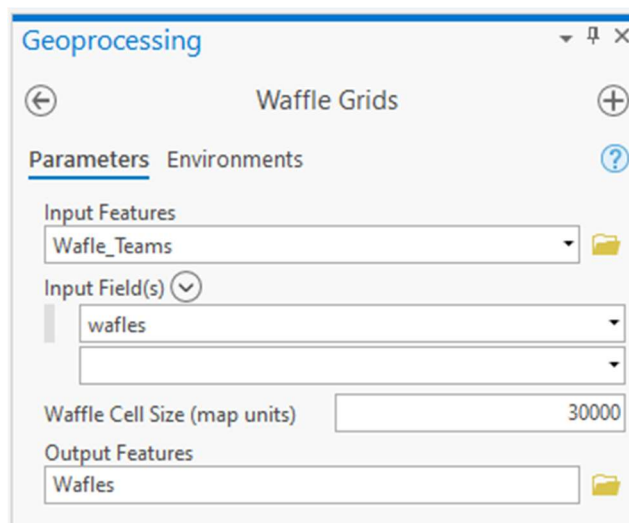 Geoprocessing
Waffle Grids
Parameters Environments
Input Features
Wafle_Teams
Input Field(s)
wafles
Waffle Cell Size (map units) 30000
Output Features
Wafles